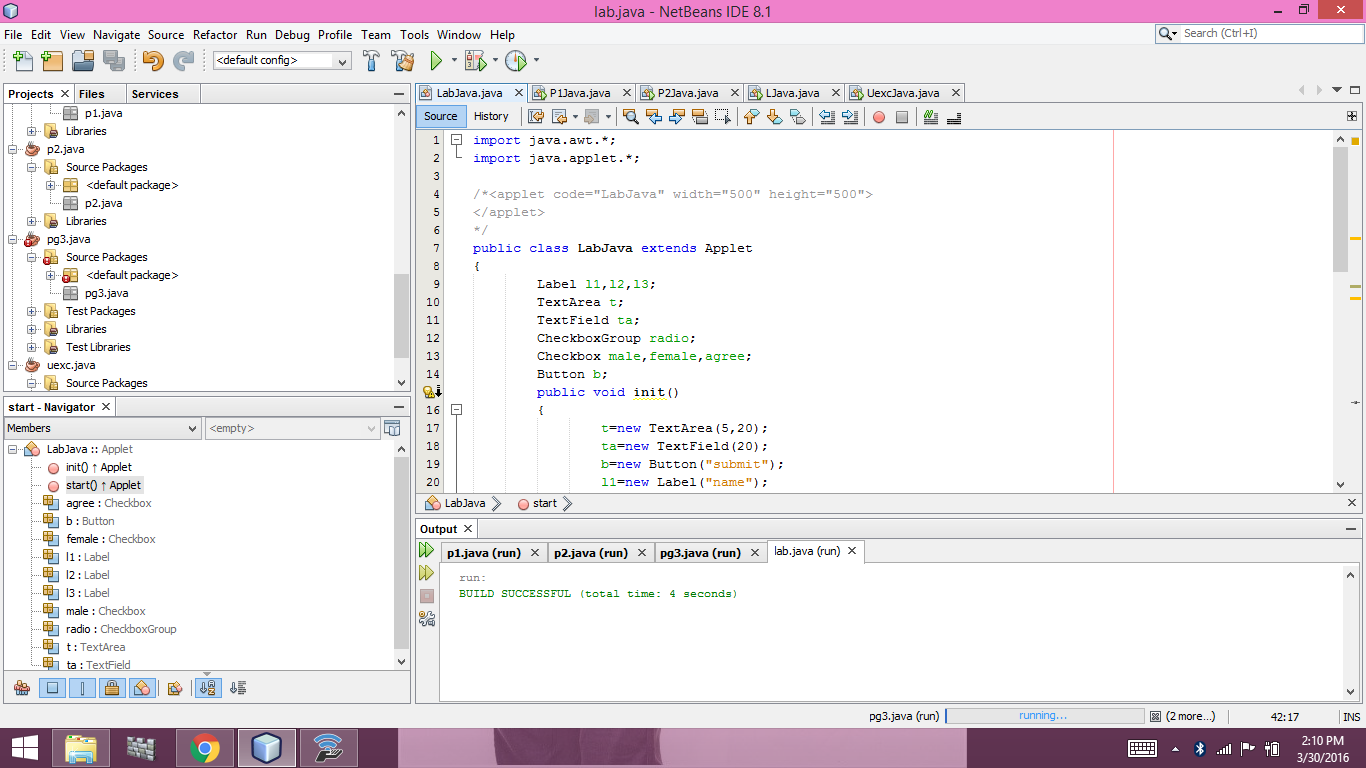 lab.java - NetBeans IDE 8.1
File Edit View Navigate Source Refactor Run Debug Profile Team Tools Window Help
Search (Ctrl+I)
<default config>
Projects Files Services
p1.java
Libraries
p2.java
Source Packages
<default package>
p2.java
Libraries
pg3.java
Source Packages
<default package>
pg3.java
Test Packages
Libraries
Test Libraries
uexc.java
Source Packages
start - Navigator
Members <empty>
LabJava :: Applet
init() ↑ Applet
start() ↑ Applet
agree : Checkbox
b : Button
female : Checkbox
l1 : Label
l2 : Label
l3 : Label
male : Checkbox
radio : CheckboxGroup
t : TextArea
ta : TextField
LabJava.java P1Java.java P2Java.java LJava.java UexcJava.java
Source History
1 import java.awt.*;
2 import java.applet.*;
3
4 /*<applet code="LabJava" width="500" height="500">
5 </applet>
6 */
7 public class LabJava extends Applet
8 {
9 Label l1,l2,l3;
10 TextArea t;
11 TextField ta;
12 CheckboxGroup radio;
13 Checkbox male,female,agree;
14 Button b;
public void init()
16 {
17 t=new TextArea(5,20);
18 ta=new TextField(20);
19 b=new Button("submit");
20 l1=new Label("name");
LabJava start
Output
p1.java (run) p2.java (run) pg3.java (run) lab.java (run)
run:
BUILD SUCCESSFUL (total time: 4 seconds)
pg3.java (run) running... (2 more...) 42:17 INS
2:10 PM
3/30/2016